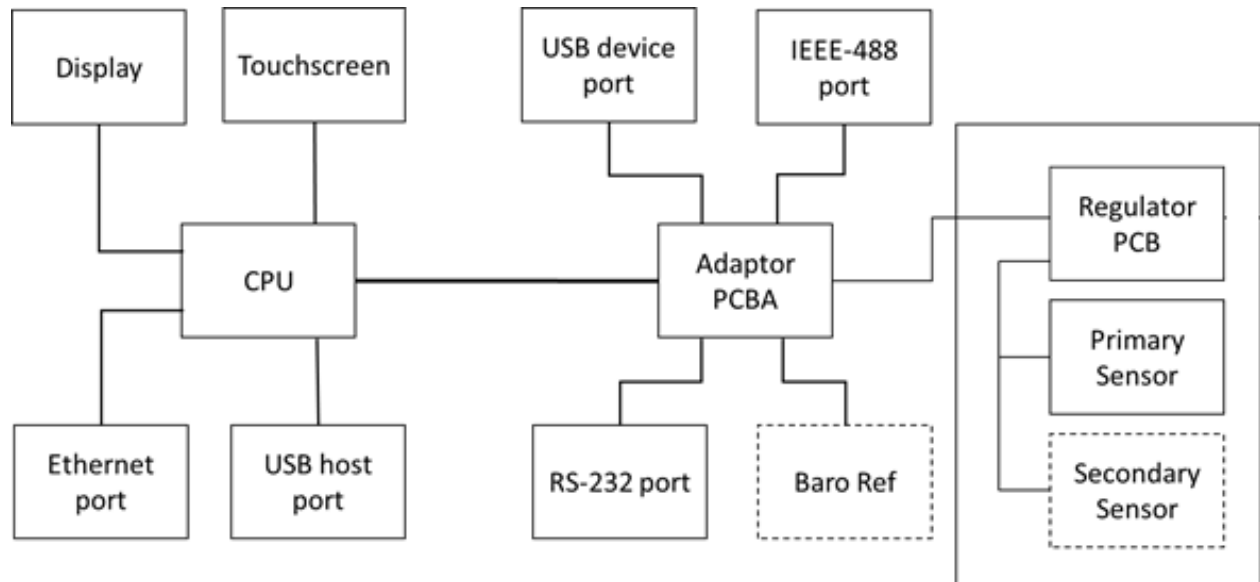 Display
Touchscreen
USB device
port
IEEE-488
port
Regulator
PCB
CPU
Adaptor
PCBA
Primary
Sensor
Ethernet
port
USB host
port
RS-232 port
Baro Ref
Secondary
Sensor